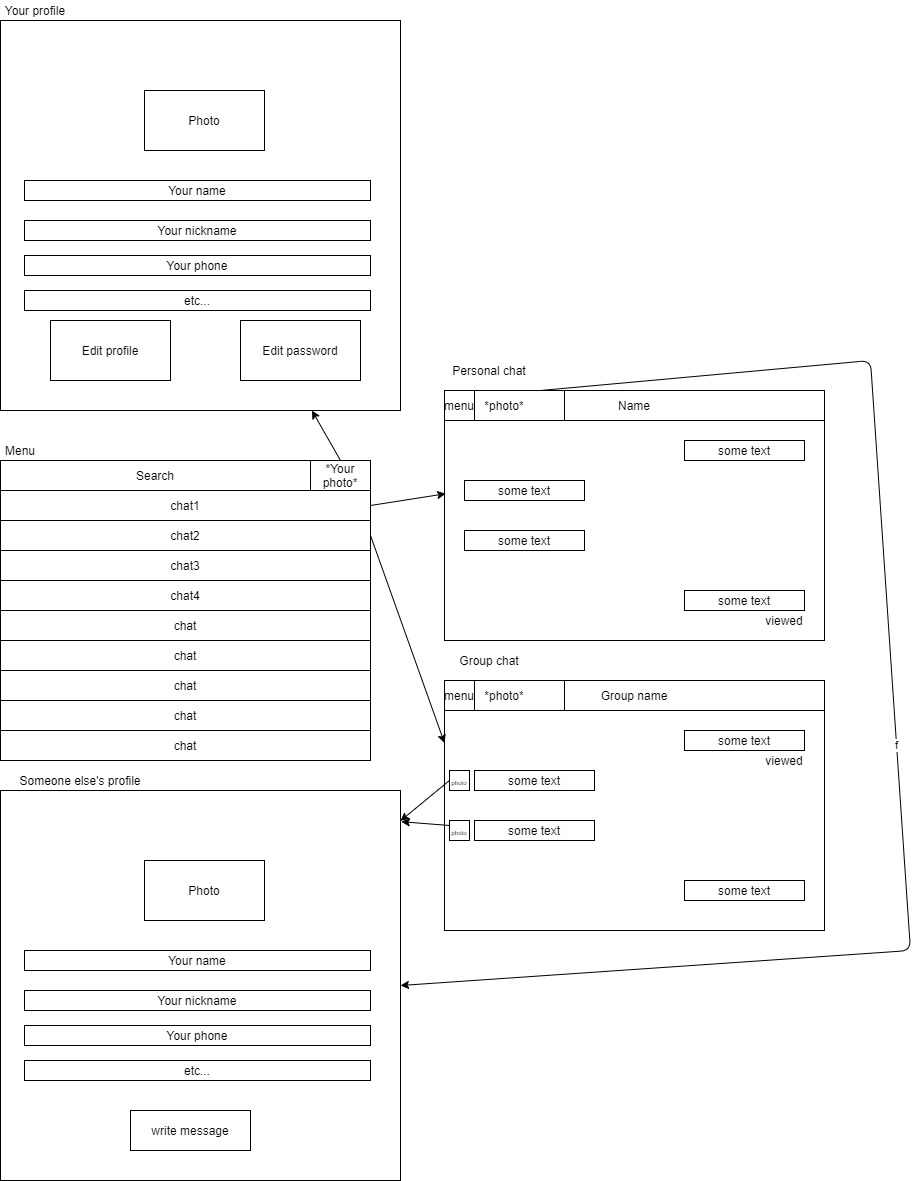 Your profile
Photo
Your name
Your nickname
Your phone
etc...
Edit profile
Edit password
Menu
Search
*Your
photo*
chat1
chat2
chat3
chat4
chat
chat
chat
chat
chat
Personal chat
menu
*photo*
Name
some text
some text
some text
some text
viewed
Group chat
menu
*photo*
Group name
some text
viewed
photo
some text
photo
some text
some text
f
Someone else's profile
Photo
Your name
Your nickname
Your phone
etc...
write message